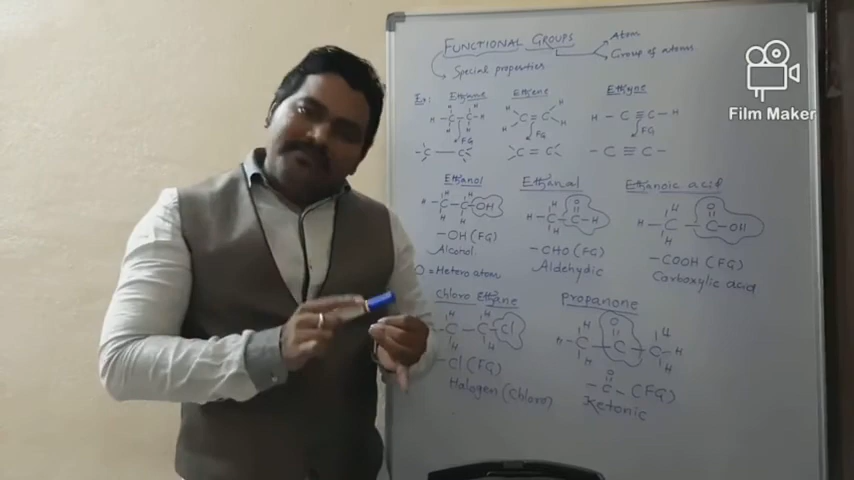 FUNCTIONAL GROUPS
Atom
Group of atoms
Special properties
Ex:
Ethane
Ethene
Ethyne
H H
H - C - C - H
H H
FG
- C — C -
H H
C = C
H H
FG
C = C
H - C ≡ C - H
FG
- C ≡ C -
Ethanol
Ethanal
Ethanoic acid
H H
H - C - C - OH
H H
- OH (FG)
Alcohol
O = Hetero atom
H O
H - C - C - H
H
- CHO (FG)
Aldehydic
H O
H - C - C - OH
H
- COOH (FG)
Carboxylic acid
Chloro Ethane
Propanone
H H
C - C - Cl
H H
- Cl (FG)
Halogen (Chloro)
H O H
H - C - C - C - H
H H
O
- C - (FG)
Ketonic
Film Maker